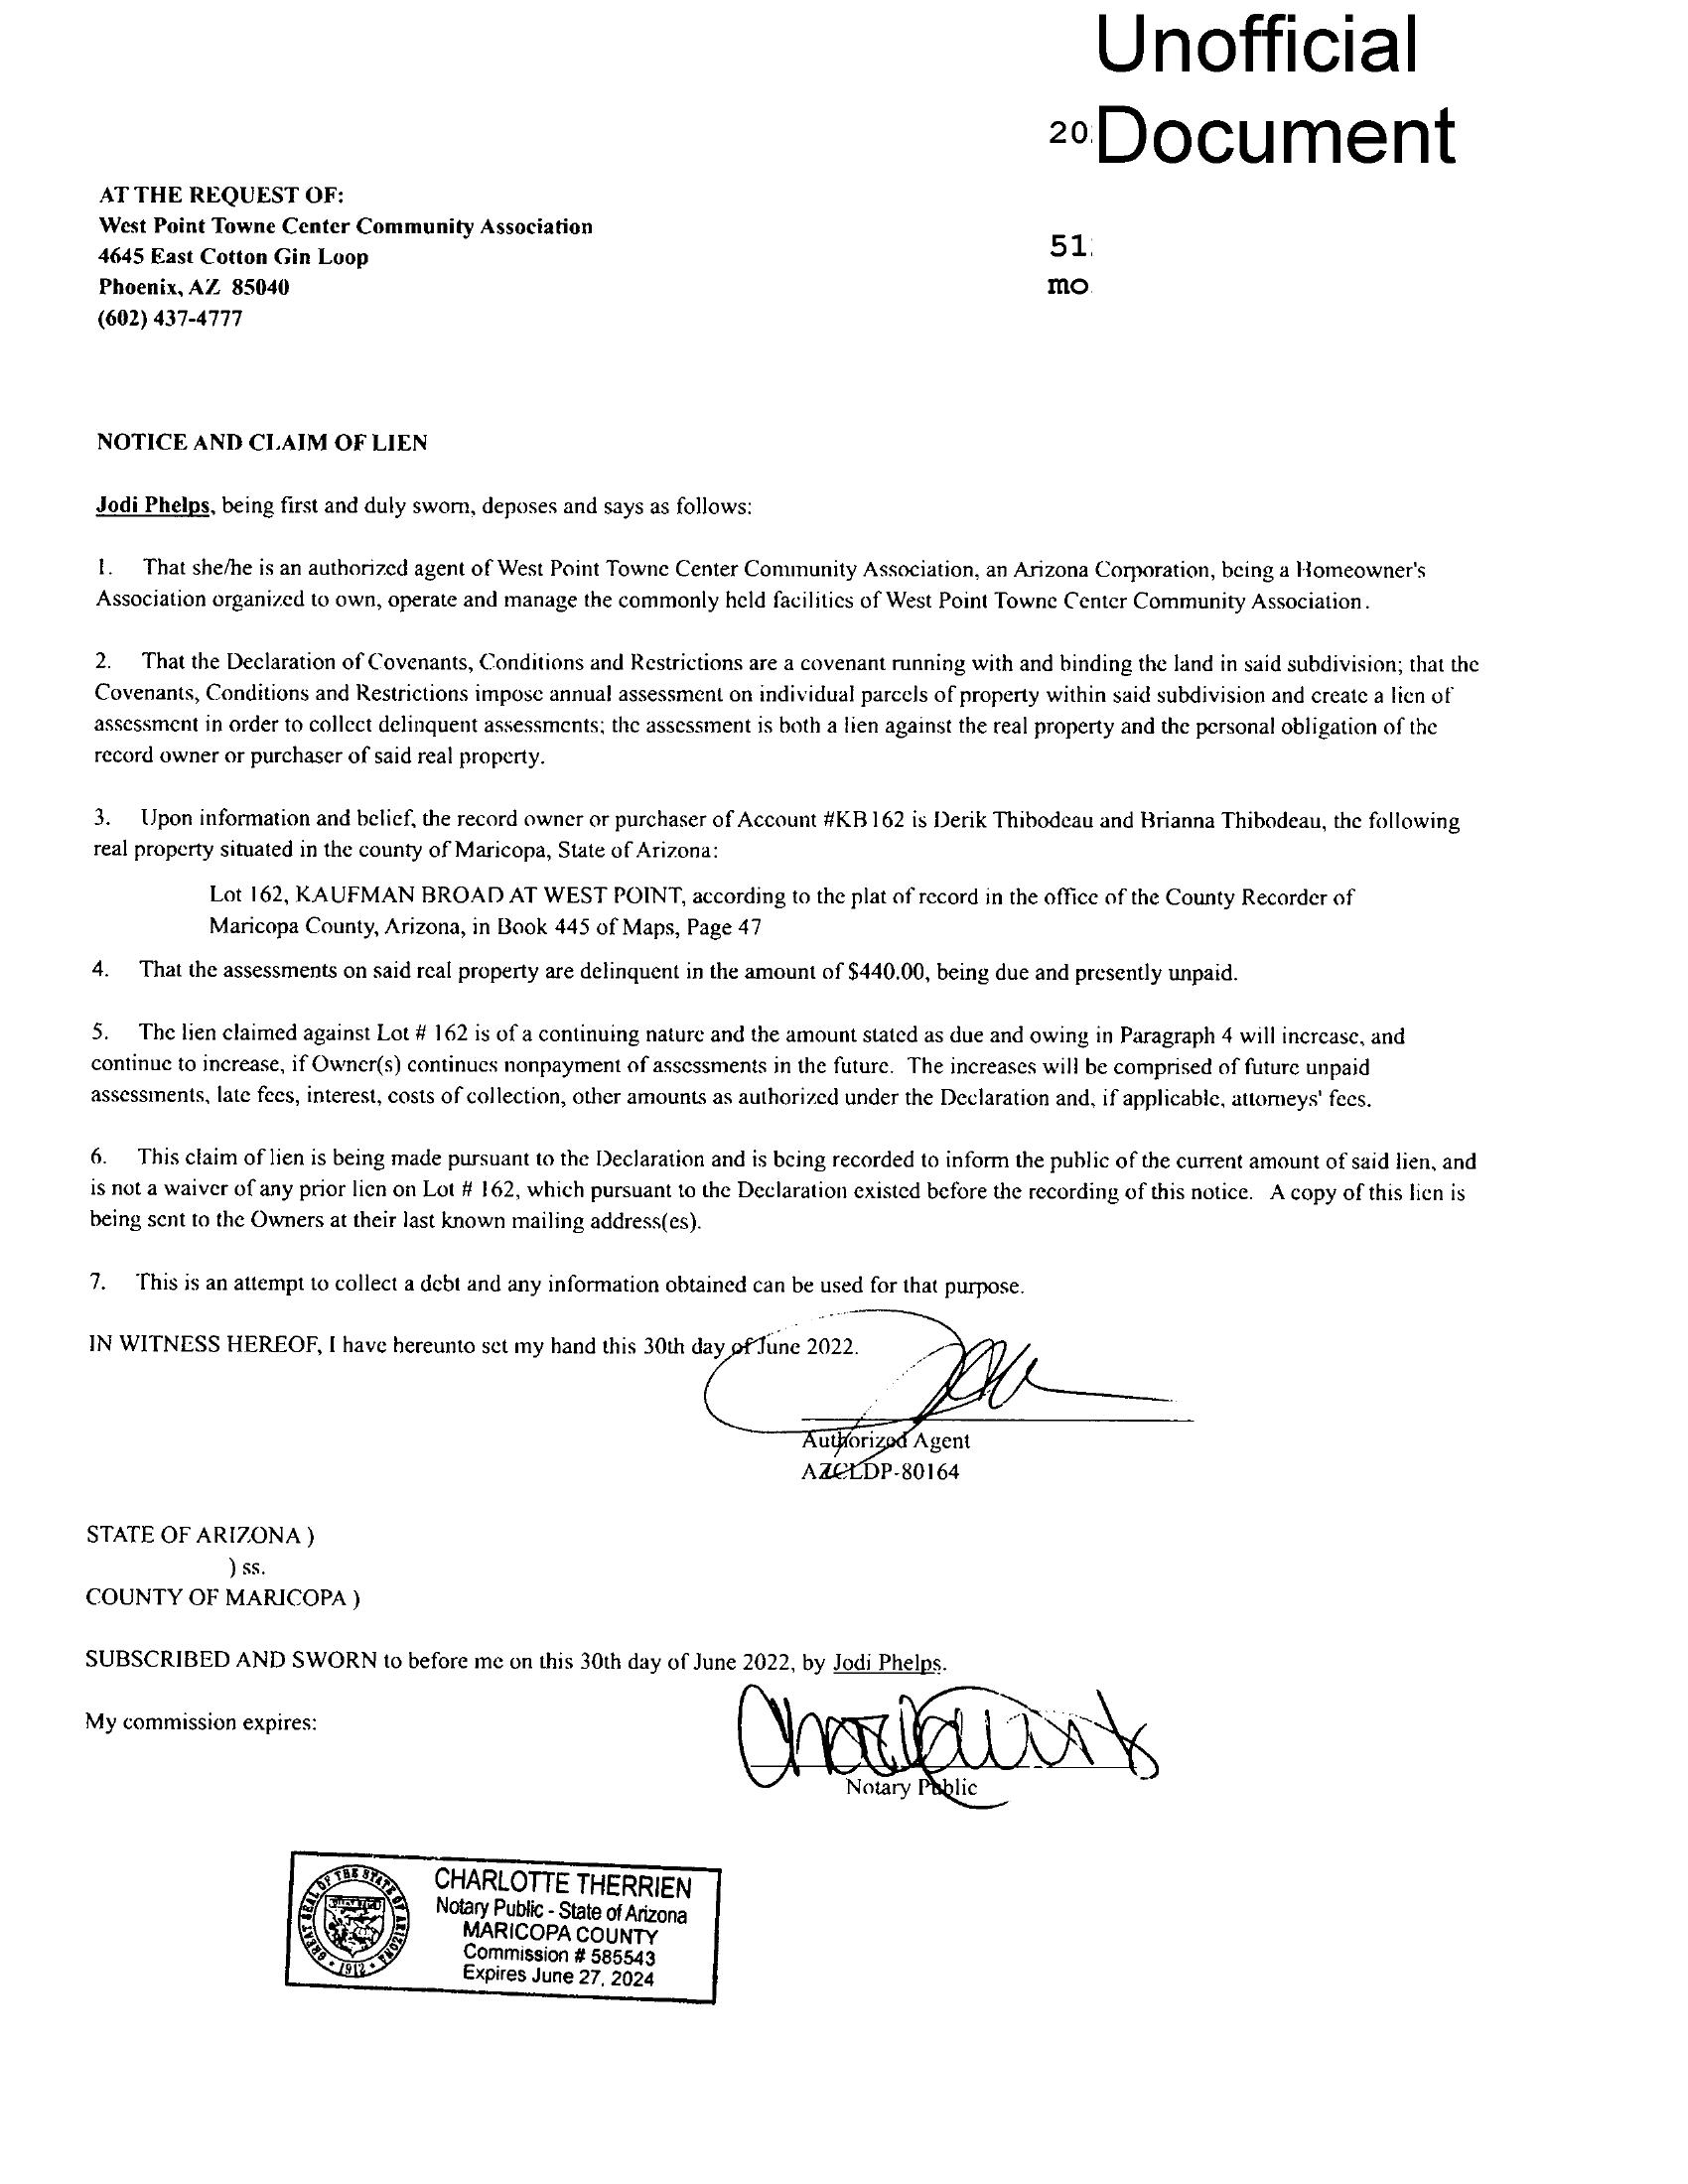 Unofficial
20 Document
AT THE REQUEST OF:
West Point Towne Center Community Association
4645 East Cotton Gin Loop
Phoenix, AZ 85040
(602) 437-4777
51
mo
NOTICE AND CLAIM OF LIEN
Jodi Phelps, being first and duly sworn, deposes and says as follows:
1. That she/he is an authorized agent of West Point Towne Center Community Association, an Arizona Corporation, being a Homeowner's
Association organized to own, operate and manage the commonly held facilities of West Point Towne Center Community Association.
2. That the Declaration of Covenants, Conditions and Restrictions are a covenant running with and binding the land in said subdivision; that the
Covenants, Conditions and Restrictions impose annual assessment on individual parcels of property within said subdivision and create a lien of
assessment in order to collect delinquent assessments; the assessment is both a lien against the real property and the personal obligation of the
record owner or purchaser of said real property.
3. Upon information and belief, the record owner or purchaser of Account #KB162 is Derik Thibodeau and Brianna Thibodeau, the following
real property situated in the county of Maricopa, State of Arizona:
Lot 162, KAUFMAN BROAD AT WEST POINT, according to the plat of record in the office of the County Recorder of
Maricopa County, Arizona, in Book 445 of Maps, Page 47
4. That the assessments on said real property are delinquent in the amount of $440.00, being due and presently unpaid.
5. The lien claimed against Lot # 162 is of a continuing nature and the amount stated as due and owing in Paragraph 4 will increase, and
continue to increase, if Owner(s) continues nonpayment of assessments in the future. The increases will be comprised of future unpaid
assessments, late fees, interest, costs of collection, other amounts as authorized under the Declaration and, if applicable, attorneys' fees.
6. This claim of lien is being made pursuant to the Declaration and is being recorded to inform the public of the current amount of said lien, and
is not a waiver of any prior lien on Lot # 162, which pursuant to the Declaration existed before the recording of this notice. A copy of this lien is
being sent to the Owners at their last known mailing address(es).
7. This is an attempt to collect a debt and any information obtained can be used for that purpose.
IN WITNESS HEREOF, I have hereunto set my hand this 30th day of June 2022.
Authorized Agent
AZCLDP-80164
STATE OF ARIZONA )
) ss.
COUNTY OF MARICOPA )
SUBSCRIBED AND SWORN to before me on this 30th day of June 2022, by Jodi Phelps.
My commission expires:
Notary Public
GREAT SEAL OF THE STATE OF ARIZONA
1912
CHARLOTTE THERRIEN
Notary Public - State of Arizona
MARICOPA COUNTY
Commission # 585543
Expires June 27, 2024